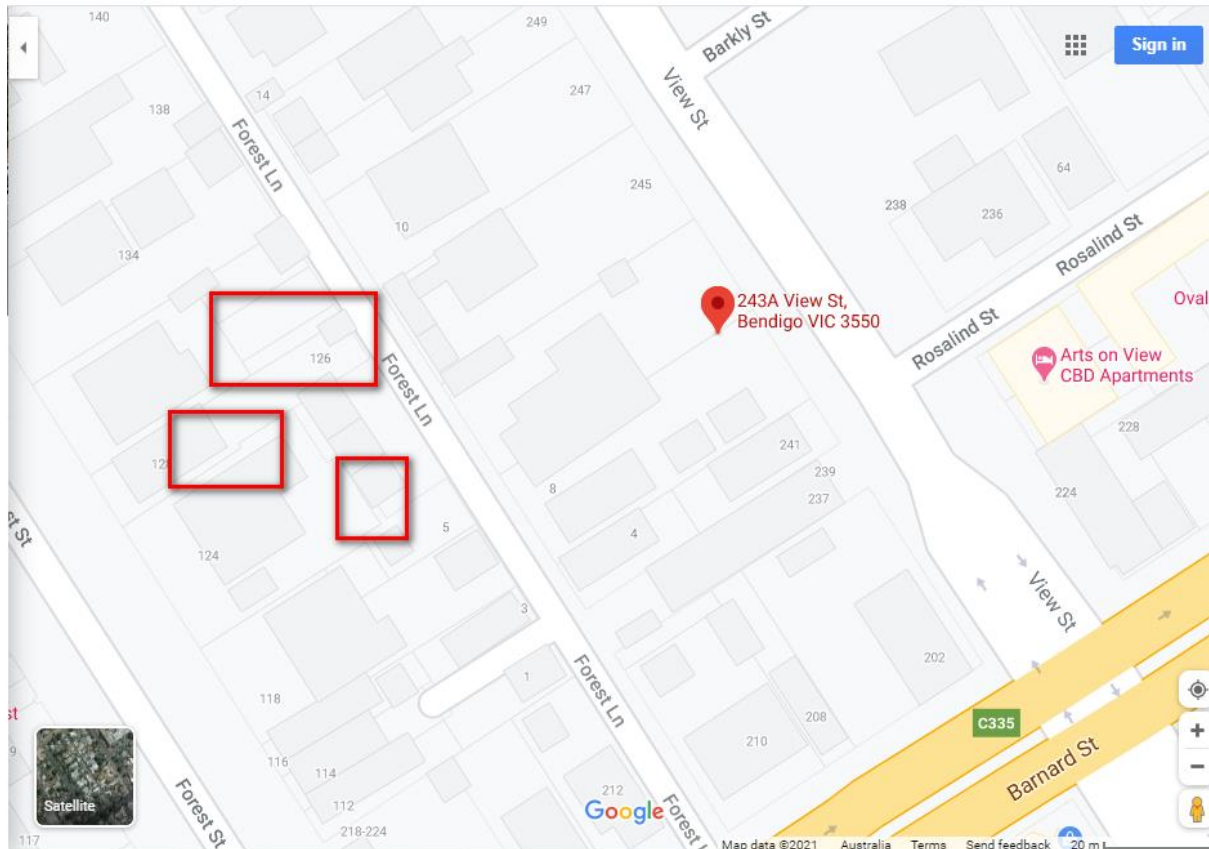 140
249
Barkly St
Sign in
View St
247
14
138
Forest Ln
64
245
238
236
10
134
Rosalind St
243A View St,
Bendigo VIC 3550
Oval
126
Rosalind St
Arts on View
CBD Apartments
Forest Ln
228
241
239
8
237
224
4
5
124
View St
3
202
1
118
Forest Ln
C335
208
210
Barnard St
116
114
212
Satellite
112
Google
Forest St
218-224
117
Map data ©2021 Australia Terms Send feedback 20 m